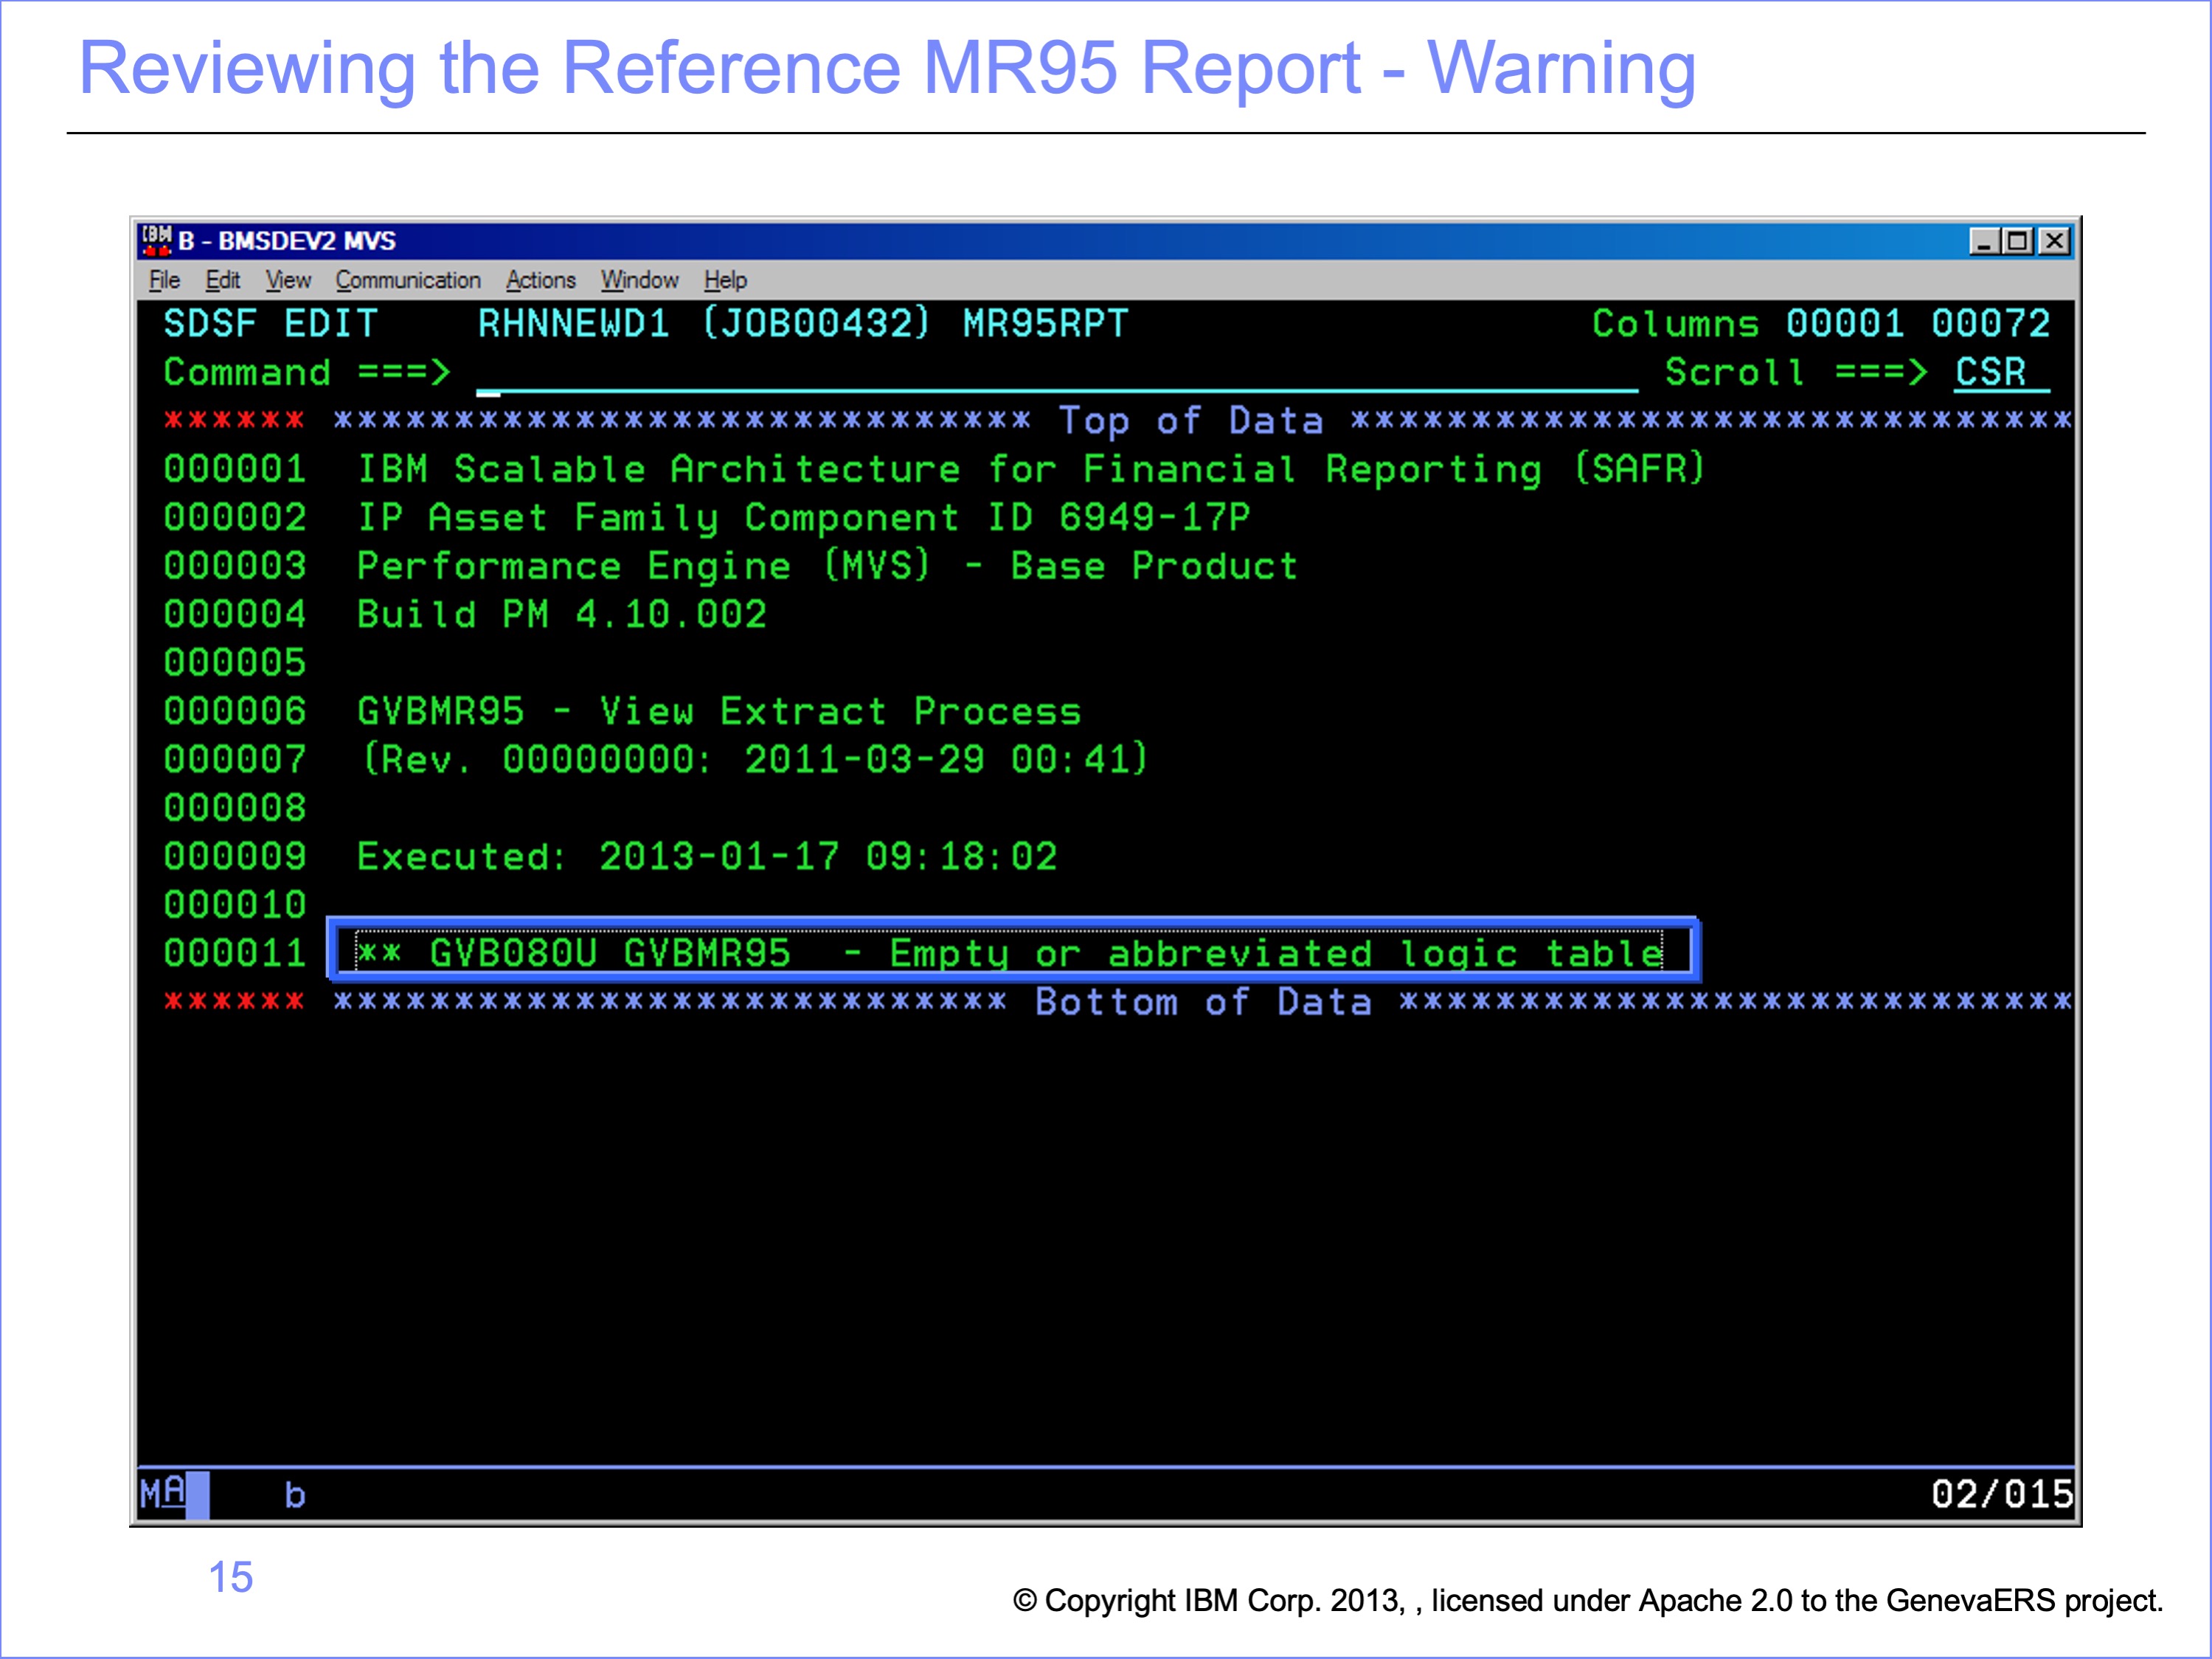 Reviewing the Reference MR95 Report - Warning
IBM B - BMSDEV2 MVS
File Edit View Communication Actions Window Help
SDSF EDIT RHNNEWD1 (JOB00432) MR95RPT Columns 00001 00072
Command ===> Scroll ===> CSR
****** ***************************** Top of Data ******************************
000001 IBM Scalable Architecture for Financial Reporting (SAFR)
000002 IP Asset Family Component ID 6949-17P
000003 Performance Engine (MVS) - Base Product
000004 Build PM 4.10.002
000005
000006 GVBMR95 - View Extract Process
000007 (Rev. 00000000: 2011-03-29 00:41)
000008
000009 Executed: 2013-01-17 09:18:02
000010
000011 ** GVB080U GVBMR95 - Empty or abbreviated logic table
****** **************************** Bottom of Data ****************************
MA b 02/015
15
© Copyright IBM Corp. 2013, , licensed under Apache 2.0 to the GenevaERS project.